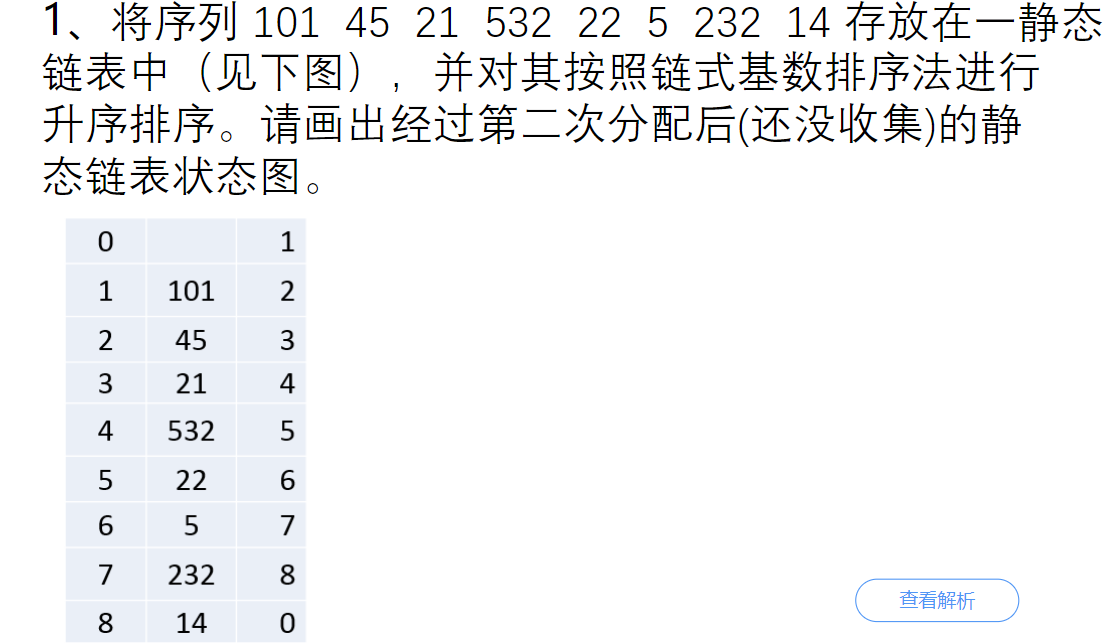 1、将序列 101 45 21 532 22 5 232 14 存放在一静态
链表中（见下图），并对其按照链式基数排序法进行
升序排序。请画出经过第二次分配后(还没收集)的静
态链表状态图。
0 1
1 101 2
2 45 3
3 21 4
4 532 5
5 22 6
6 5 7
7 232 8
8 14 0
查看解析